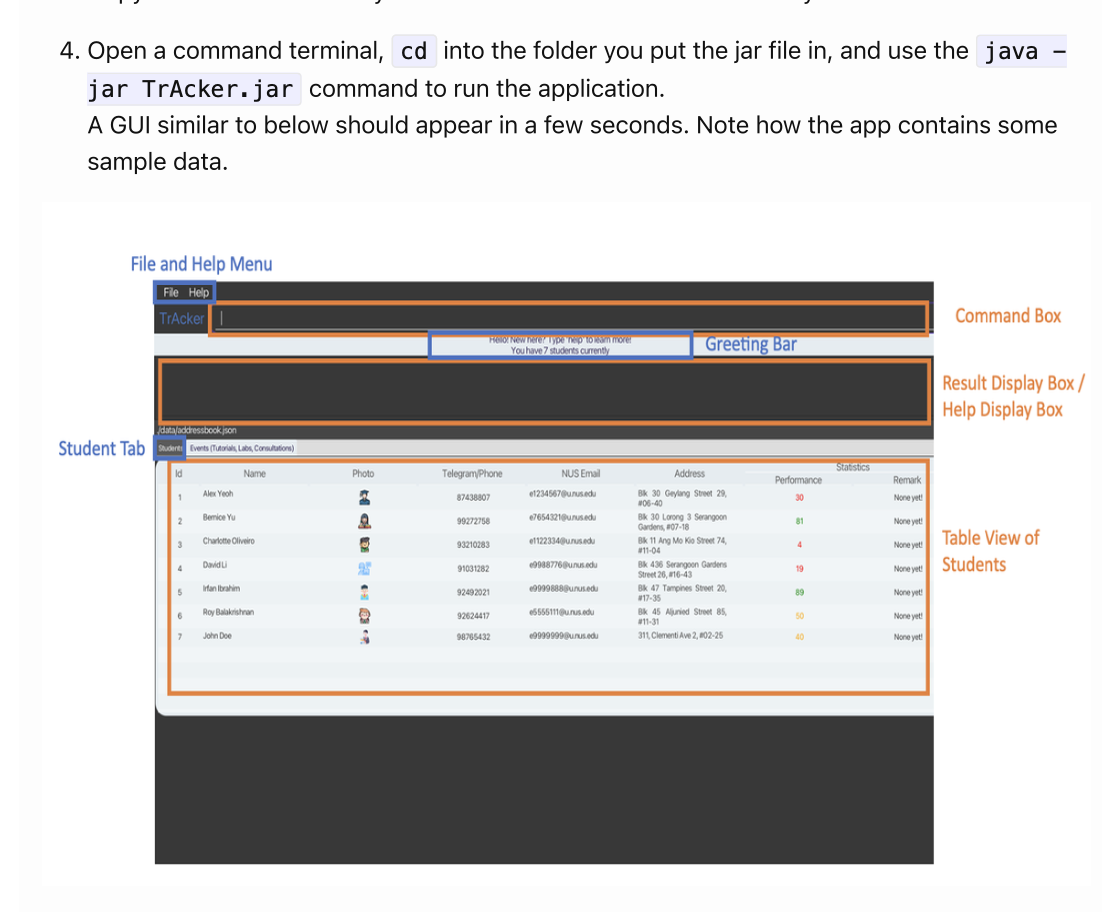 4. Open a command terminal, cd into the folder you put the jar file in, and use the java -
jar TrAcker.jar command to run the application.
A GUI similar to below should appear in a few seconds. Note how the app contains some
sample data.
File and Help Menu
File Help
TrAcker
Command Box
Hello! New here? Type 'help' to learn more!
You have 7 students currently
Greeting Bar
Result Display Box /
Help Display Box
/data/addressbook.json
Student Tab
Students Events (Tutorials, Labs, Consultations)
Id Name Photo Telegram/Phone NUS Email Address Statistics
Performance Remark
1 Alex Yeoh 87438807 e1234567@u.nus.edu Blk 30 Geylang Street 29, #06-40 30 None yet!
2 Bernice Yu 99272758 e7654321@u.nus.edu Blk 30 Lorong 3 Serangoon Gardens, #07-18 81 None yet!
3 Charlotte Oliveiro 93210283 e1122334@u.nus.edu Blk 11 Ang Mo Kio Street 74, #11-04 4 None yet!
4 David Li 91031282 e9988776@u.nus.edu Blk 436 Serangoon Gardens Street 26, #16-43 19 None yet!
5 Irfan Ibrahim 92492021 e9999888@u.nus.edu Blk 47 Tampines Street 20, #17-35 89 None yet!
6 Roy Balakrishnan 92624417 e5555111@u.nus.edu Blk 45 Aljunied Street 85, #11-31 50 None yet!
7 John Doe 98765432 e9999999@u.nus.edu 311, Clementi Ave 2, #02-25 40 None yet!
Table View of
Students